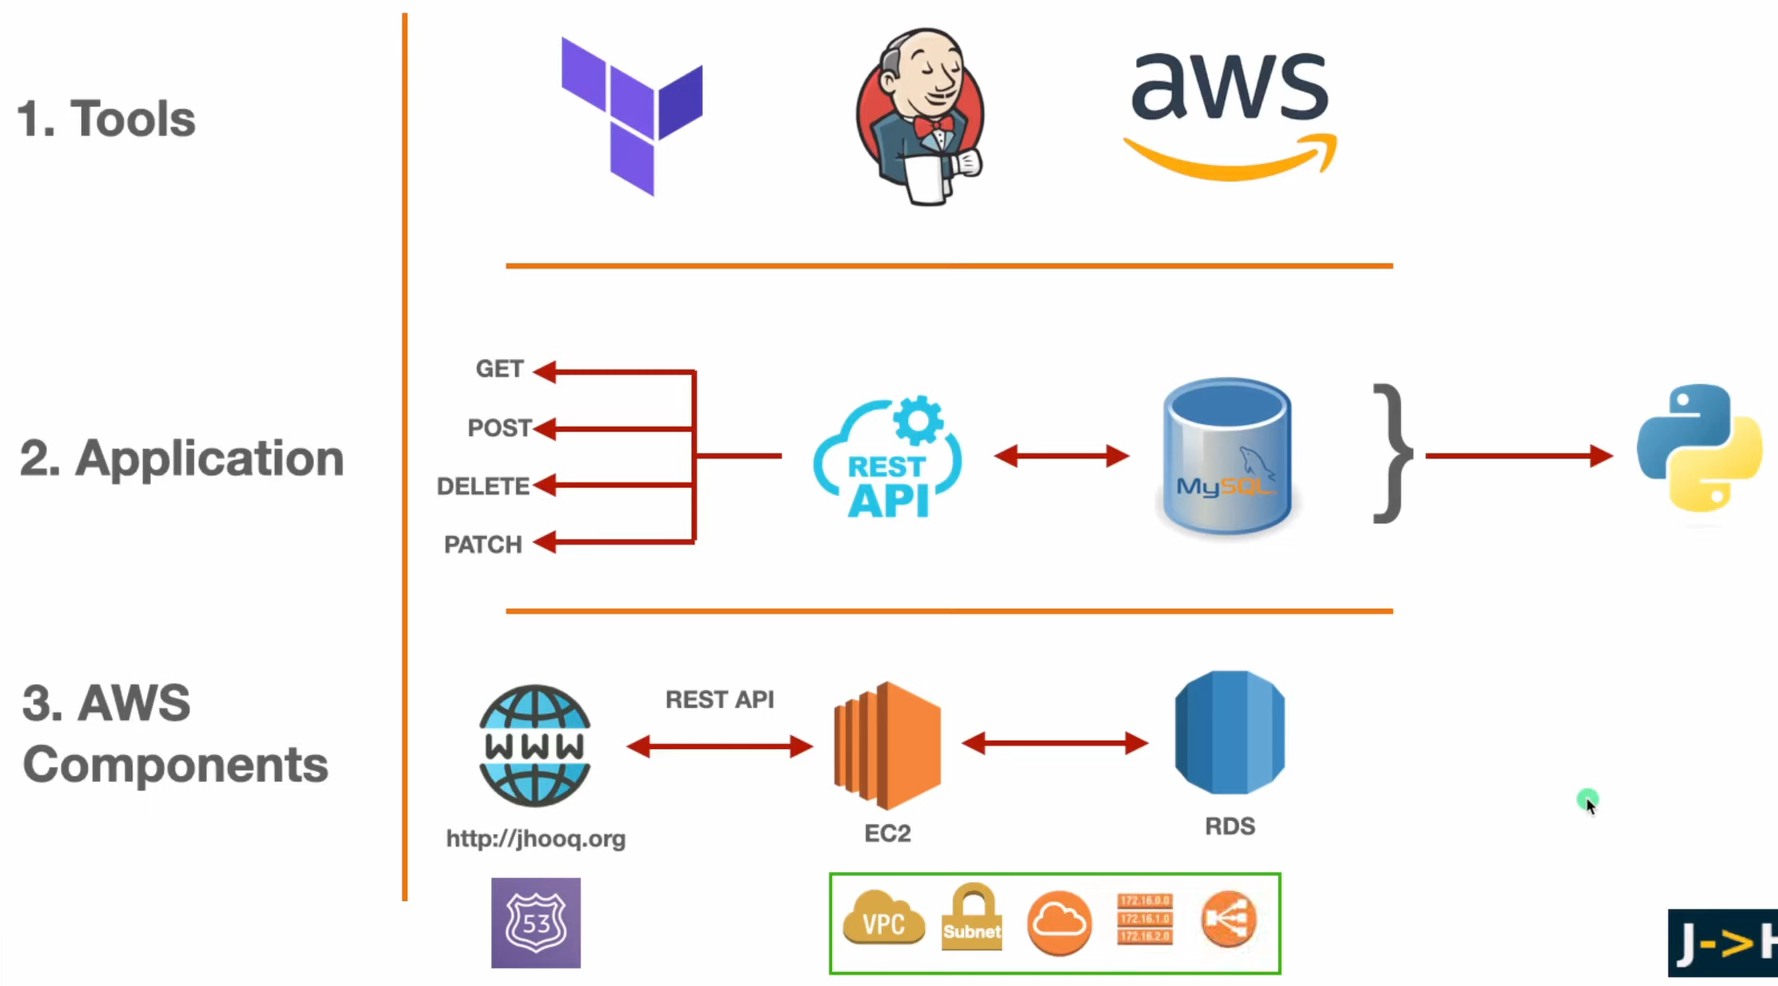 1. Tools
aws
2. Application
GET
POST
DELETE
PATCH
REST
API
MySQL
}
3. AWS
Components
REST API
WWW
http://jhooq.org
EC2
RDS
53
VPC
Subnet
172.16.0.0
172.16.1.0
172.16.2.0
J->H